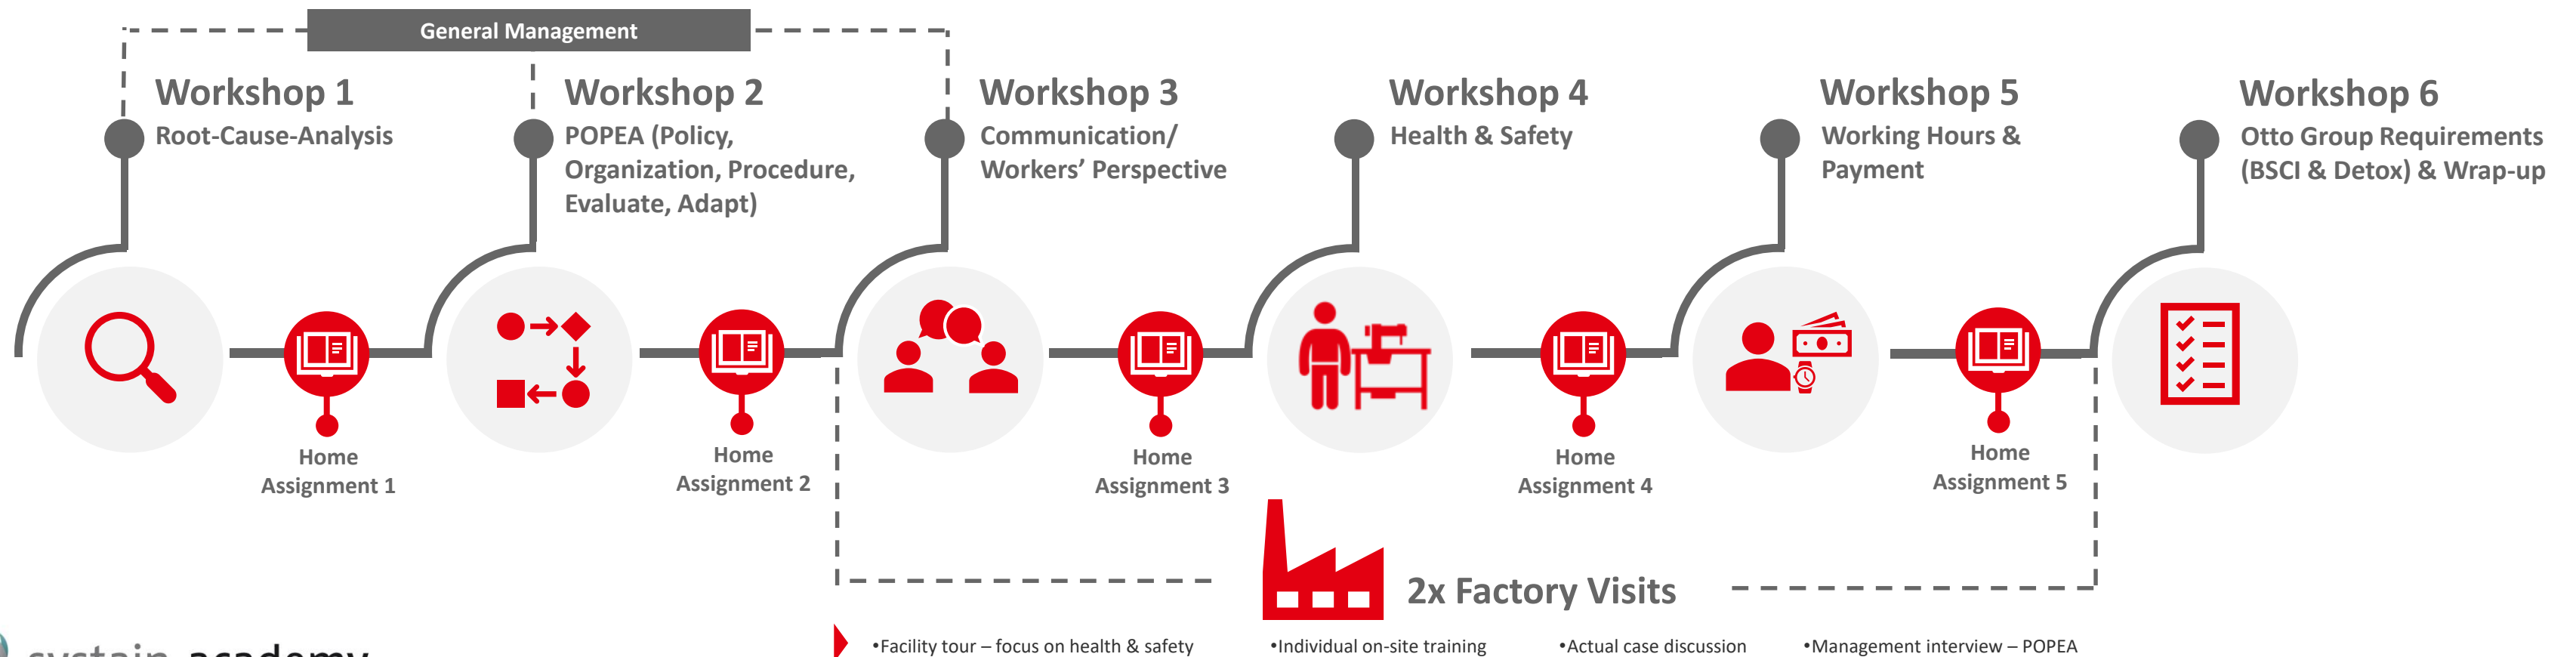 General Management
Workshop 1
Root-Cause-Analysis
Workshop 2
POPEA (Policy,
Organization, Procedure,
Evaluate, Adapt)
Workshop 3
Communication/
Workers’ Perspective
Workshop 4
Health & Safety
Workshop 5
Working Hours &
Payment
Workshop 6
Otto Group Requirements
(BSCI & Detox) & Wrap-up
Home
Assignment 1
Home
Assignment 2
Home
Assignment 3
Home
Assignment 4
Home
Assignment 5
2x Factory Visits
•Facility tour – focus on health & safety
•Individual on-site training
•Actual case discussion
•Management interview – POPEA
systain academy